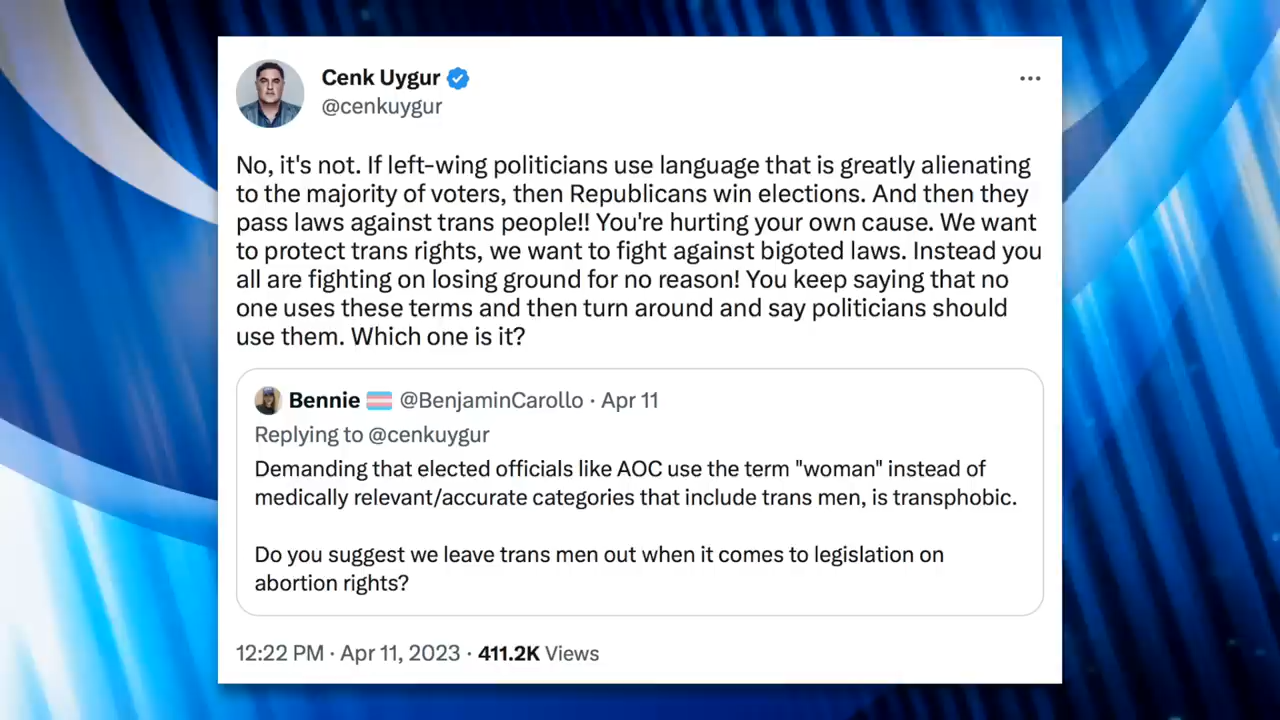 Cenk Uygur
@cenkuygur
No, it's not. If left-wing politicians use language that is greatly alienating
to the majority of voters, then Republicans win elections. And then they
pass laws against trans people!! You're hurting your own cause. We want
to protect trans rights, we want to fight against bigoted laws. Instead you
all are fighting on losing ground for no reason! You keep saying that no
one uses these terms and then turn around and say politicians should
use them. Which one is it?
Bennie @BenjaminCarollo · Apr 11
Replying to @cenkuygur
Demanding that elected officials like AOC use the term "woman" instead of
medically relevant/accurate categories that include trans men, is transphobic.
Do you suggest we leave trans men out when it comes to legislation on
abortion rights?
12:22 PM · Apr 11, 2023 · 411.2K Views